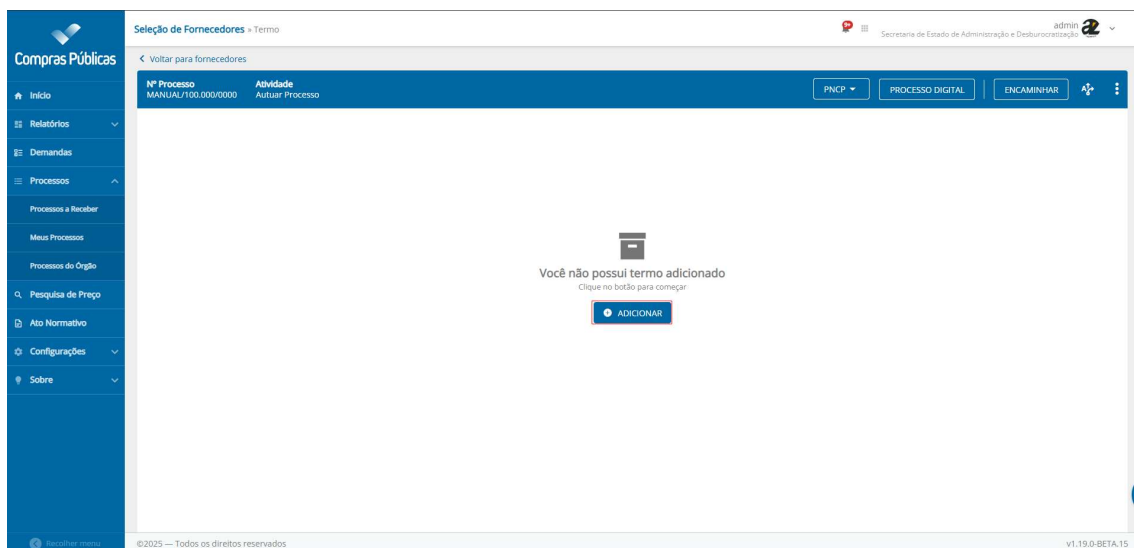 Compras Públicas
Início
Relatórios
Demandas
Processos
Processos a Receber
Meus Processos
Processos do Órgão
Pesquisa de Preço
Ato Normativo
Configurações
Sobre
Recolher menu
Seleção de Fornecedores » Termo
9+
admin
Secretaria de Estado de Administração e Desburocratização
Voltar para fornecedores
Nº Processo
MANUAL/100.000/0000
Atividade
Autuar Processo
PNCP
PROCESSO DIGITAL
ENCAMINHAR
Você não possui termo adicionado
Clique no botão para começar
ADICIONAR
©2025 — Todos os direitos reservados
v1.19.0-BETA.15